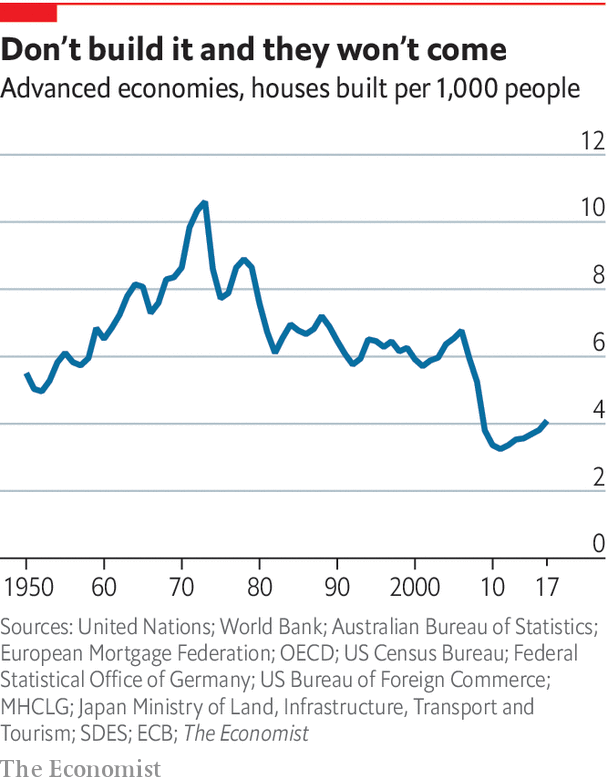 Don’t build it and they won’t come
Advanced economies, houses built per 1,000 people
12
10
8
6
4
2
0
1950 60 70 80 90 2000 10 17
Sources: United Nations; World Bank; Australian Bureau of Statistics;
European Mortgage Federation; OECD; US Census Bureau; Federal
Statistical Office of Germany; US Bureau of Foreign Commerce;
MHCLG; Japan Ministry of Land, Infrastructure, Transport and
Tourism; SDES; ECB; The Economist
The Economist